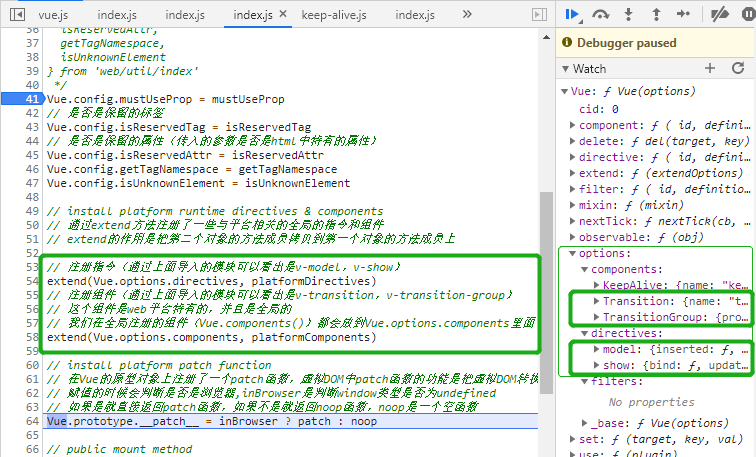 vue.js index.js index.js index.js × keep-alive.js index.js »
36 isReservedAttr,
37 getTagNamespace,
38 isUnknownElement
39 } from 'web/util/index'
40 */
41 Vue.config.mustUseProp = mustUseProp
42 // 是否是保留的标签
43 Vue.config.isReservedTag = isReservedTag
44 // 是否是保留的属性（传入的参数是否是html中特有的属性）
45 Vue.config.isReservedAttr = isReservedAttr
46 Vue.config.getTagNamespace = getTagNamespace
47 Vue.config.isUnknownElement = isUnknownElement
48
49 // install platform runtime directives & components
50 // 通过extend方法注册了一些与平台相关的全局的指令和组件
51 // extend的作用是把第二个对象的方法成员拷贝到第一个对象的方法成员上
52
53 // 注册指令（通过上面导入的模块可以看出是v-model，v-show）
54 extend(Vue.options.directives, platformDirectives)
55 // 注册组件（通过上面导入的模块可以看出是v-transition，v-transition-group）
56 // 这个组件是web平台特有的，并且是全局的
57 // 我们在全局注册的组件（Vue.components()）都会放到Vue.options.components里面
58 extend(Vue.options.components, platformComponents)
59
60 // install platform patch function
61 // 在Vue的原型对象上注册了一个patch函数，虚拟DOM中patch函数的功能是把虚拟DOM转换
62 // 赋值的时候会判断是否是浏览器,inBrowser是判断window类型是否为undefined
63 // 如果是就直接返回patch函数，如果不是就返回noop函数，noop是一个空函数
64 Vue.prototype.__patch__ = inBrowser ? patch : noop
65
66 // public mount method
Debugger paused
Watch
Vue: ƒ Vue(options)
cid: 0
component: ƒ ( id, defini…
delete: ƒ del(target, key)
directive: ƒ ( id, defini…
extend: ƒ (extendOptions)
filter: ƒ ( id, definitio…
mixin: ƒ (mixin)
nextTick: ƒ nextTick(cb, …
observable: ƒ (obj)
options:
components:
KeepAlive: {name: "ke…
Transition: {name: "t…
TransitionGroup: {pro…
directives:
model: {inserted: ƒ, …
show: {bind: ƒ, updat…
filters:
No properties
_base: ƒ Vue(options)
set: ƒ (target, key, val)
use: ƒ (plugin)